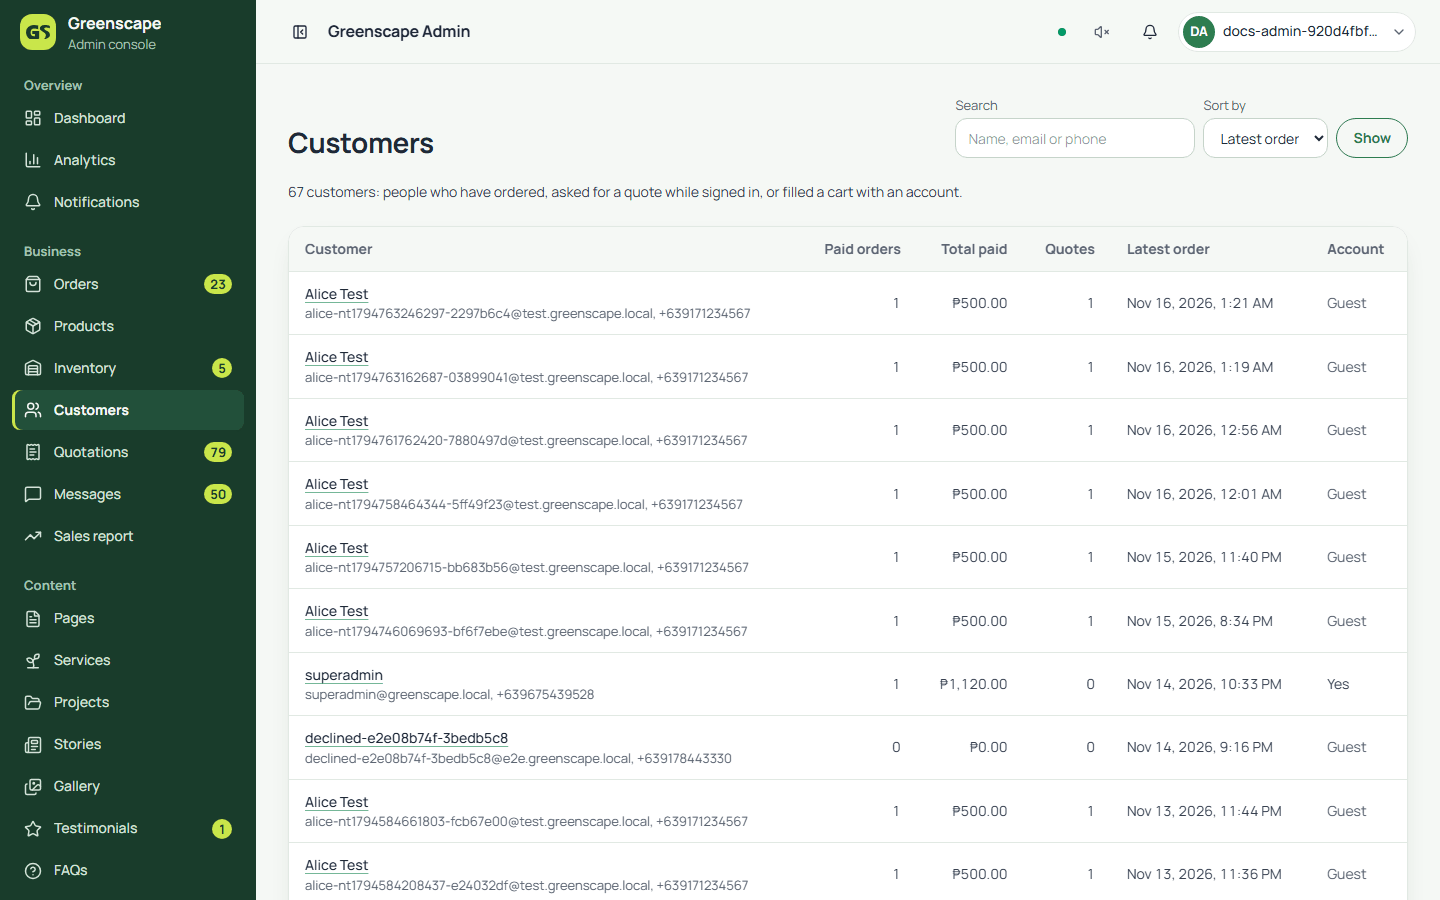 GS
Greenscape
Admin console
Overview
Dashboard
Analytics
Notifications
Business
Orders 23
Products
Inventory 5
Customers
Quotations 79
Messages 50
Sales report
Content
Pages
Services
Projects
Stories
Gallery
Testimonials 1
FAQs
Greenscape Admin
DA docs-admin-920d4fbf...
Customers
Search
Name, email or phone
Sort by
Latest order
Show
67 customers: people who have ordered, asked for a quote while signed in, or filled a cart with an account.
Customer Paid orders Total paid Quotes Latest order Account
Alice Test
alice-nt1794763246297-2297b6c4@test.greenscape.local, +639171234567
1 ₱500.00 1 Nov 16, 2026, 1:21 AM Guest
Alice Test
alice-nt1794763162687-03899041@test.greenscape.local, +639171234567
1 ₱500.00 1 Nov 16, 2026, 1:19 AM Guest
Alice Test
alice-nt1794761762420-7880497d@test.greenscape.local, +639171234567
1 ₱500.00 1 Nov 16, 2026, 12:56 AM Guest
Alice Test
alice-nt1794758464344-5ff49f23@test.greenscape.local, +639171234567
1 ₱500.00 1 Nov 16, 2026, 12:01 AM Guest
Alice Test
alice-nt1794757206715-bb683b56@test.greenscape.local, +639171234567
1 ₱500.00 1 Nov 15, 2026, 11:40 PM Guest
Alice Test
alice-nt1794746069693-bf6f7ebe@test.greenscape.local, +639171234567
1 ₱500.00 1 Nov 15, 2026, 8:34 PM Guest
superadmin
superadmin@greenscape.local, +639675439528
1 ₱1,120.00 0 Nov 14, 2026, 10:33 PM Yes
declined-e2e08b74f-3bedb5c8
declined-e2e08b74f-3bedb5c8@e2e.greenscape.local, +639178443330
0 ₱0.00 0 Nov 14, 2026, 9:16 PM Guest
Alice Test
alice-nt1794584661803-fcb67e00@test.greenscape.local, +639171234567
1 ₱500.00 1 Nov 13, 2026, 11:44 PM Guest
Alice Test
alice-nt1794584208437-e24032df@test.greenscape.local, +639171234567
1 ₱500.00 1 Nov 13, 2026, 11:36 PM Guest